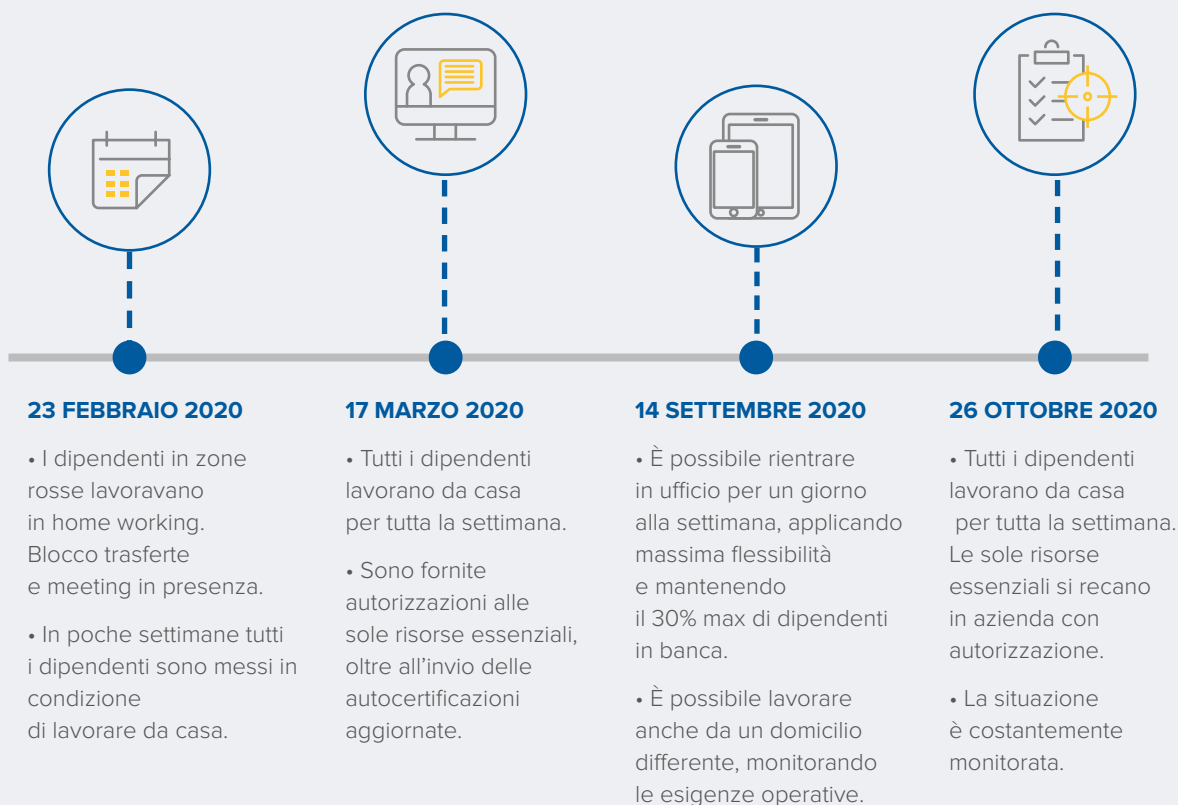 23 FEBBRAIO 2020
• I dipendenti in zone
rosse lavoravano
in home working.
Blocco trasferte
e meeting in presenza.
• In poche settimane tutti
i dipendenti sono messi in
condizione
di lavorare da casa.
17 MARZO 2020
• Tutti i dipendenti
lavorano da casa
per tutta la settimana.
• Sono fornite
autorizzazioni alle
sole risorse essenziali,
oltre all'invio delle
autocertificazioni
aggiornate.
14 SETTEMBRE 2020
• È possibile rientrare
in ufficio per un giorno
alla settimana, applicando
massima flessibilità
e mantenendo
il 30% max di dipendenti
in banca.
• È possibile lavorare
anche da un domicilio
differente, monitorando
le esigenze operative.
26 OTTOBRE 2020
• Tutti i dipendenti
lavorano da casa
per tutta la settimana.
Le sole risorse
essenziali si recano
in azienda con
autorizzazione.
• La situazione
è costantemente
monitorata.